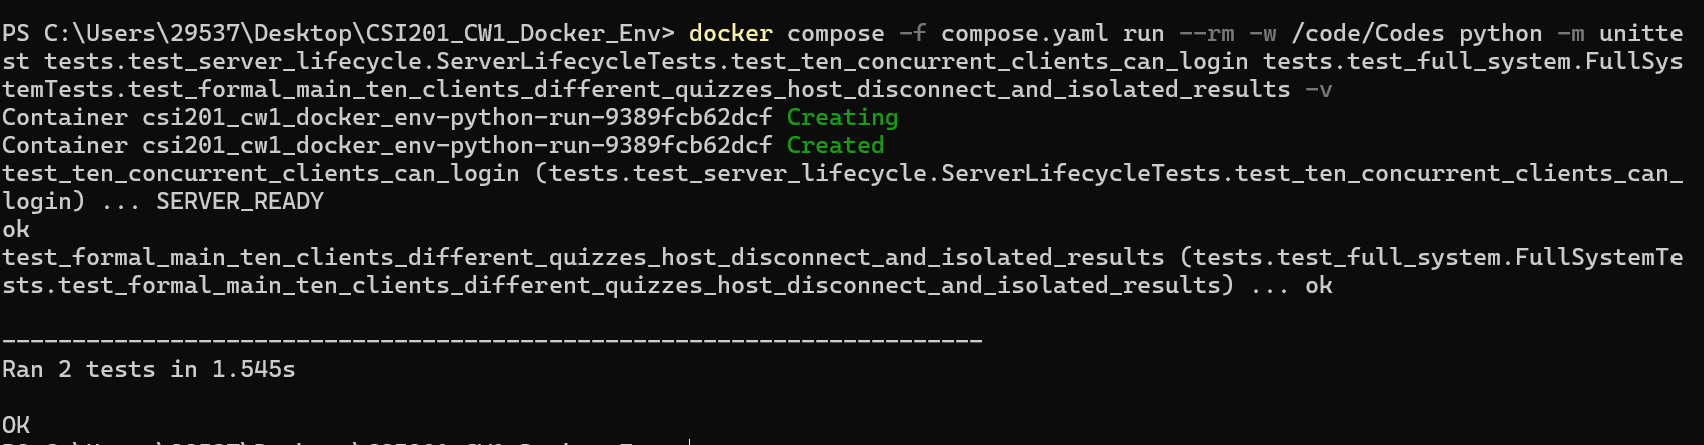 PS C:\Users\29537\Desktop\CSI201_CW1_Docker_Env> docker compose -f compose.yaml run --rm -w /code/Codes python -m unitte
st tests.test_server_lifecycle.ServerLifecycleTests.test_ten_concurrent_clients_can_login tests.test_full_system.FullSys
temTests.test_formal_main_ten_clients_different_quizzes_host_disconnect_and_isolated_results -v
Container csi201_cw1_docker_env-python-run-9389fcb62dcf Creating
Container csi201_cw1_docker_env-python-run-9389fcb62dcf Created
test_ten_concurrent_clients_can_login (tests.test_server_lifecycle.ServerLifecycleTests.test_ten_concurrent_clients_can_
login) ... SERVER_READY
ok
test_formal_main_ten_clients_different_quizzes_host_disconnect_and_isolated_results (tests.test_full_system.FullSystemTe
sts.test_formal_main_ten_clients_different_quizzes_host_disconnect_and_isolated_results) ... ok

----------------------------------------------------------------------
Ran 2 tests in 1.545s

OK